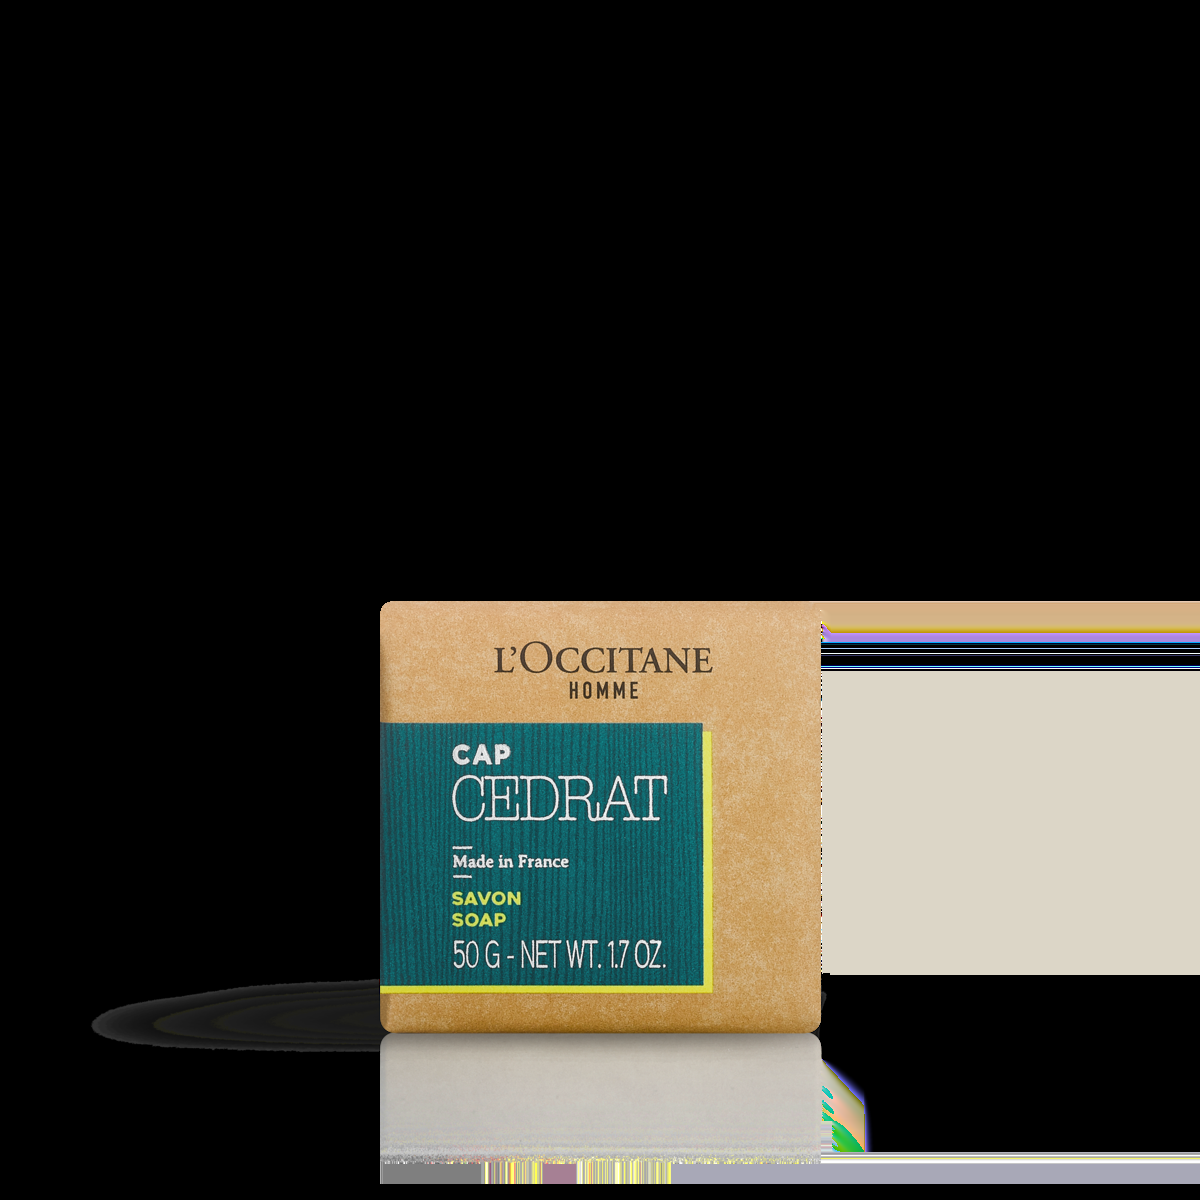 L'OCCITANE
HOMME
CAP
CEDRAT
Made in France
SAVON
SOAP
50 G - NET WT. 1.7 OZ.